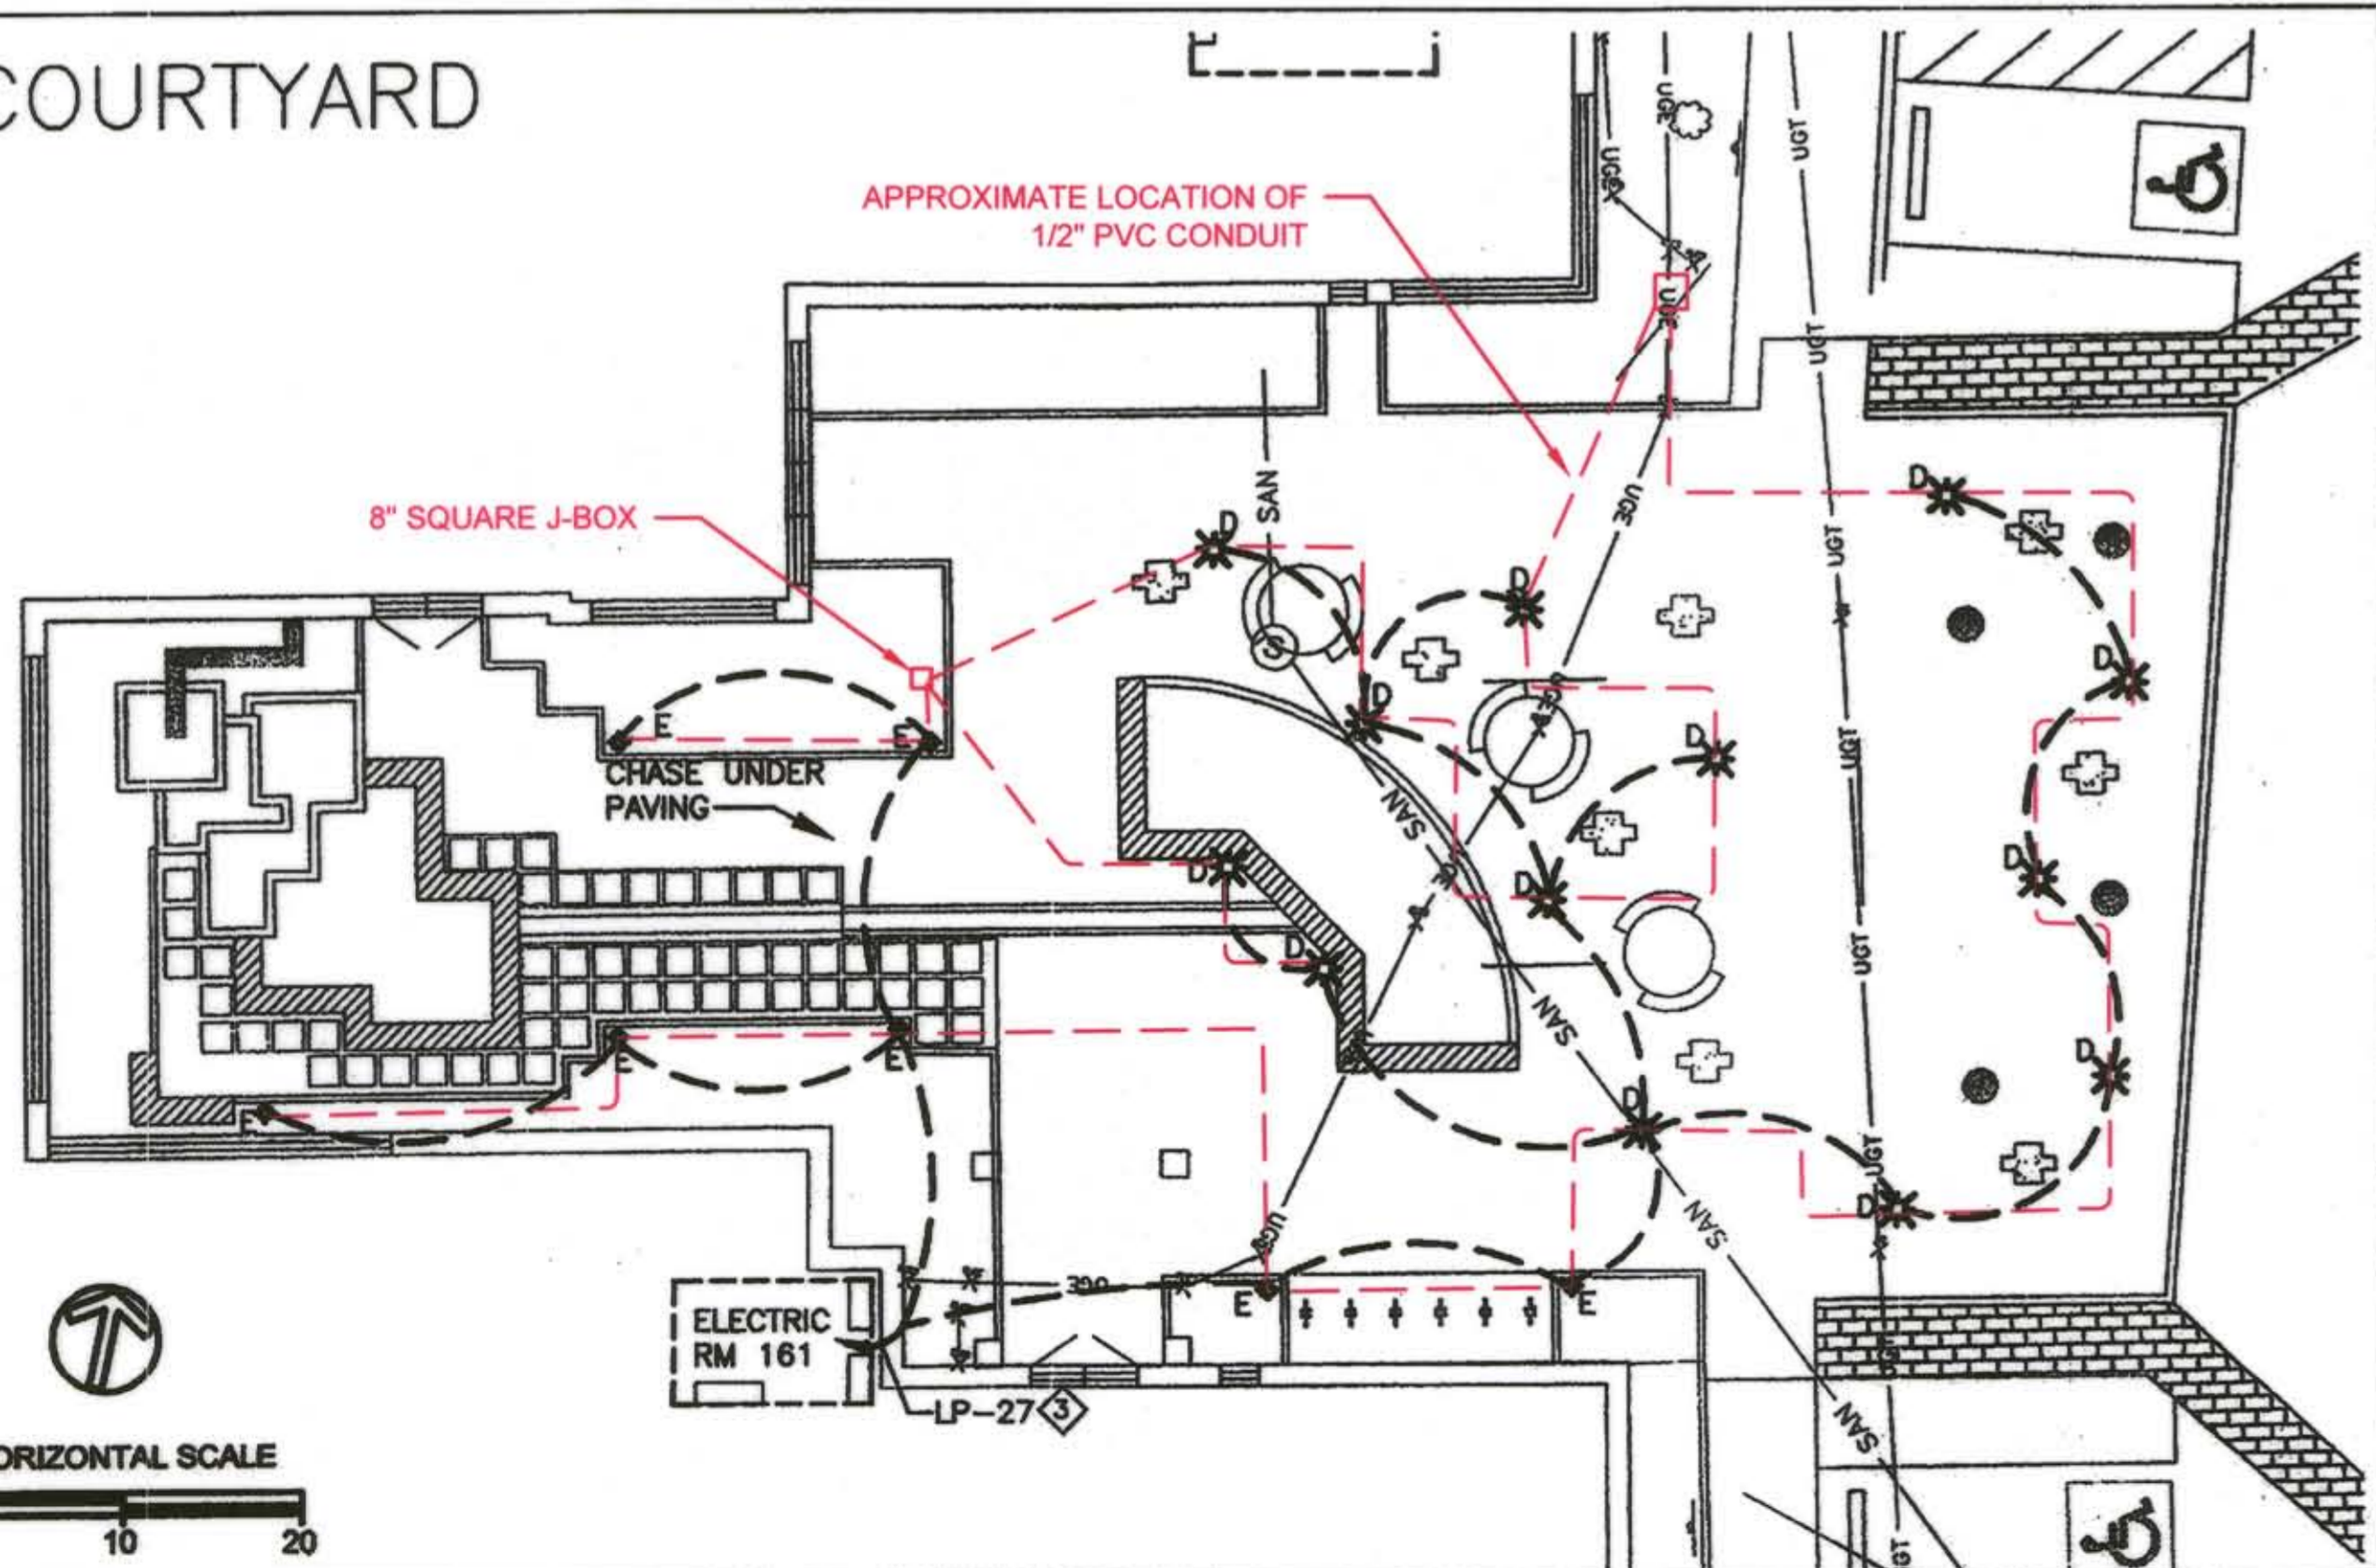 COURTYARD
APPROXIMATE LOCATION OF
1/2" PVC CONDUIT
8" SQUARE J-BOX
CHASE UNDER
PAVING
ELECTRIC
RM 161
LP-27
3
ORIZONTAL SCALE
10
20
UGE
UGE
UGE
UGE
UGE
UGE
UGT
UGT
UGT
UGT
UGT
UGT
SAN
SAN
SAN
SAN
SAN
S
D
D
D
D
D
D
D
D
D
D
D
D
D
E
E
E
E
E
E
E